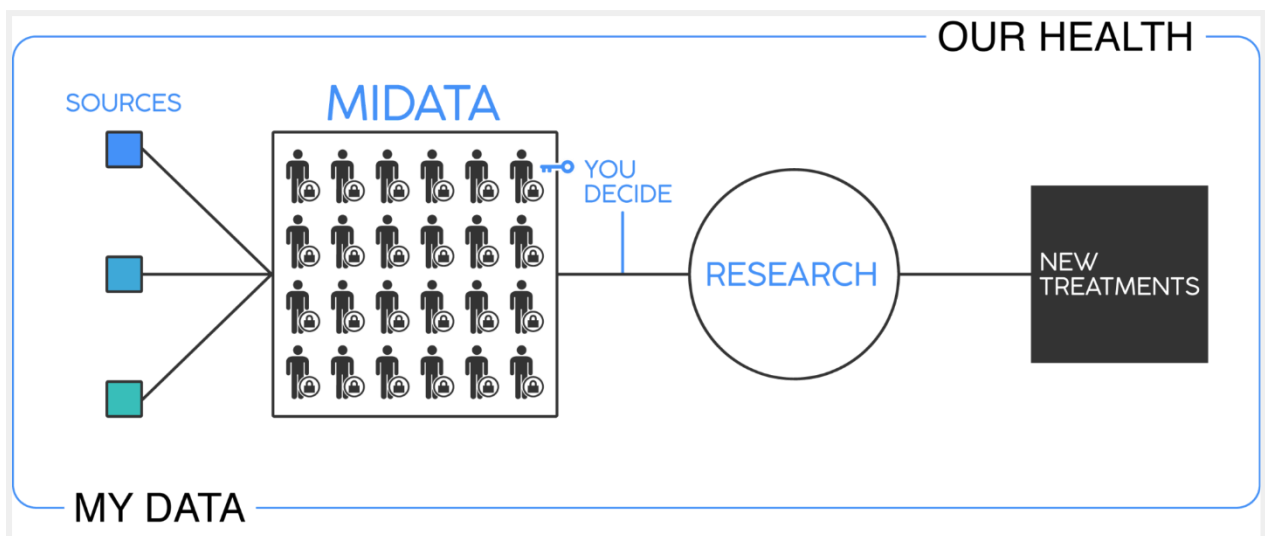 OUR HEALTH
SOURCES
MIDATA
YOU
DECIDE
RESEARCH
NEW
TREATMENTS
MY DATA